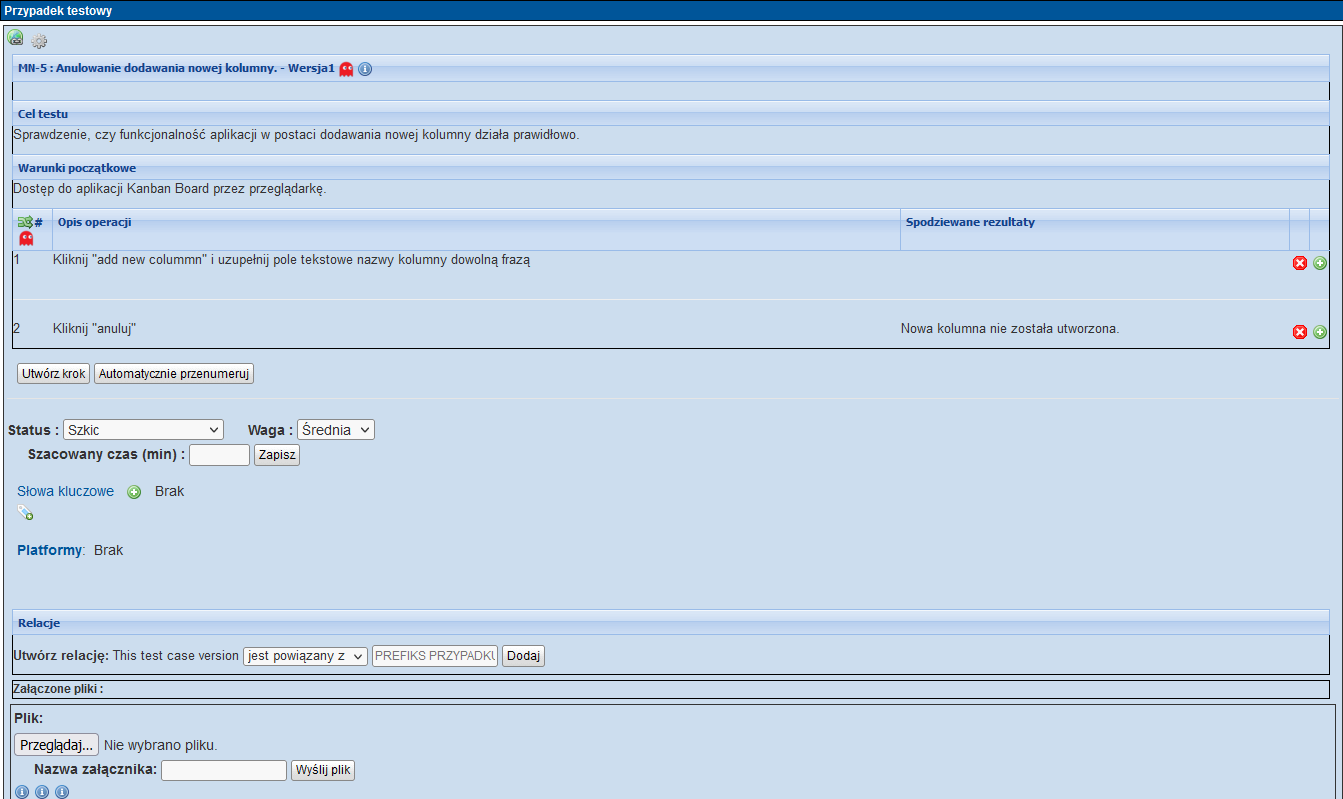 Przypadek testowy
MN-5 : Anulowanie dodawania nowej kolumny. - Wersja1
Cel testu
Sprawdzenie, czy funkcjonalność aplikacji w postaci dodawania nowej kolumny działa prawidłowo.
Warunki początkowe
Dostęp do aplikacji Kanban Board przez przeglądarkę.
# Opis operacji Spodziewane rezultaty
1 Kliknij "add new colummn" i uzupełnij pole tekstowe nazwy kolumny dowolną frazą
2 Kliknij "anuluj" Nowa kolumna nie została utworzona.
Utwórz krok Automatycznie przenumeruj
Status : Szkic Waga : Średnia
Szacowany czas (min) : Zapisz
Słowa kluczowe Brak
Platformy: Brak
Relacje
Utwórz relację: This test case version jest powiązany z PREFIKS PRZYPADKU Dodaj
Załączone pliki :
Plik:
Przeglądaj... Nie wybrano pliku.
Nazwa załącznika: Wyślij plik